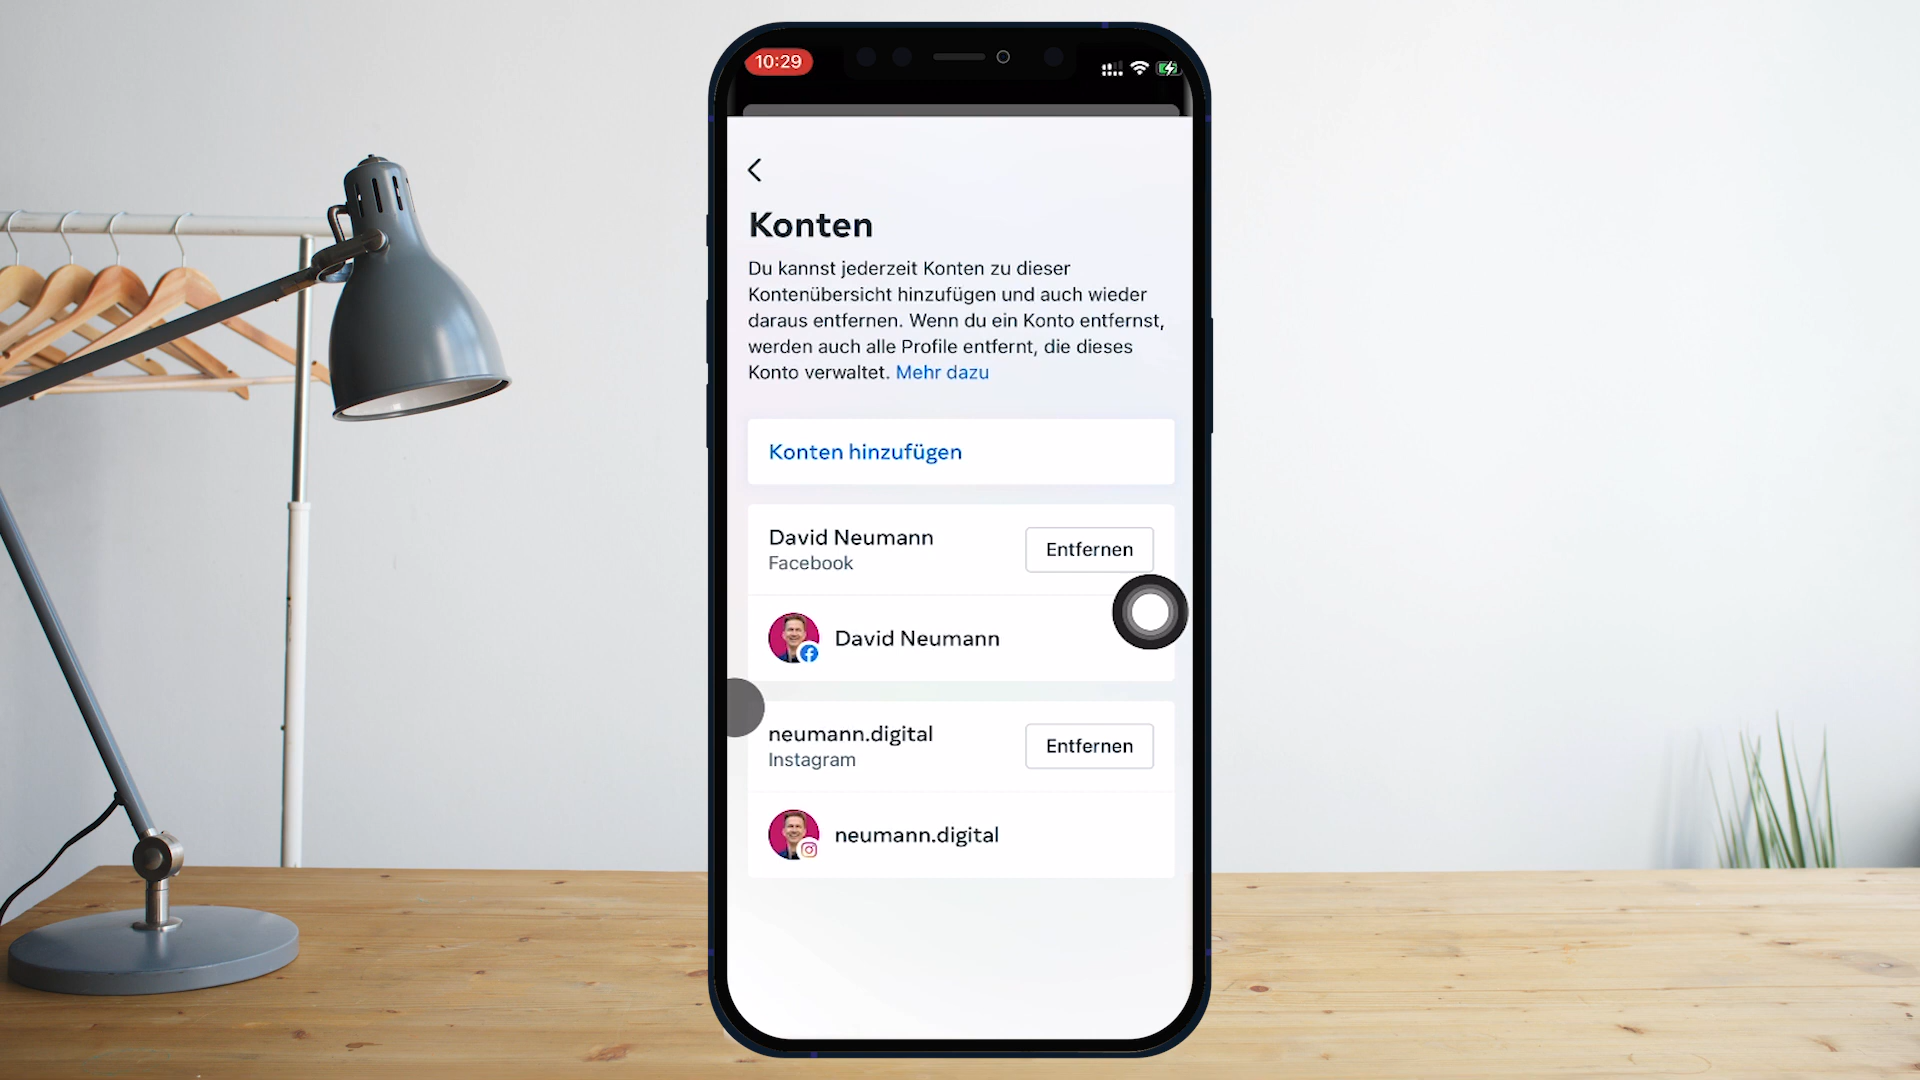 10:29
Konten
Du kannst jederzeit Konten zu dieser
Kontenübersicht hinzufügen und auch wieder
daraus entfernen. Wenn du ein Konto entfernst,
werden auch alle Profile entfernt, die dieses
Konto verwaltet. Mehr dazu
Konten hinzufügen
David Neumann
Facebook
Entfernen
David Neumann
neumann.digital
Instagram
Entfernen
neumann.digital